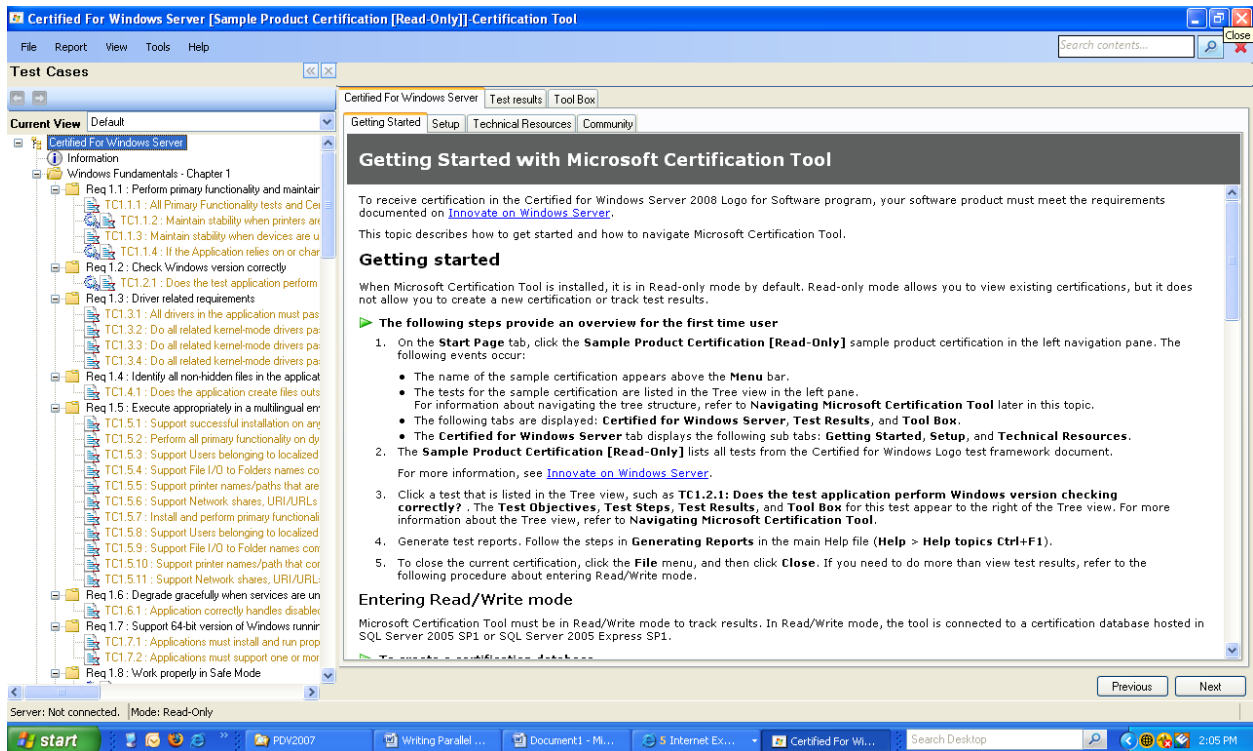 Certified For Windows Server [Sample Product Certification [Read-Only]]-Certification Tool
Close
File Report View Tools Help
Search contents...
Test Cases
Certified For Windows Server Test results Tool Box
Current View Default
Getting Started Setup Technical Resources Community
Certified For Windows Server
Information
Windows Fundamentals - Chapter 1
Req 1.1 : Perform primary functionality and maintain
TC1.1.1 : All Primary Functionality tests and Cer
TC1.1.2 : Maintain stability when printers are
TC1.1.3 : Maintain stability when devices are u
TC1.1.4 : If the Application relies on or char
Req 1.2 : Check Windows version correctly
TC1.2.1 : Does the test application perform
Req 1.3 : Driver related requirements
TC1.3.1 : All drivers in the application must pas
TC1.3.2 : Do all related kernel-mode drivers pa
TC1.3.3 : Do all related kernel-mode drivers pa
TC1.3.4 : Do all related kernel-mode drivers pa
Req 1.4 : Identify all non-hidden files in the applicat
TC1.4.1 : Does the application create files outs
Req 1.5 : Execute appropriately in a multilingual en
TC1.5.1 : Support successful installation on any
TC1.5.2 : Perform all primary functionality on dy
TC1.5.3 : Support Users belonging to localized
TC1.5.4 : Support File I/O to Folders names co
TC1.5.5 : Support printer names/paths that are
TC1.5.6 : Support Network shares, URI/URLs
TC1.5.7 : Install and perform primary functionali
TC1.5.8 : Support Users belonging to localized
TC1.5.9 : Support File I/O to Folder names con
TC1.5.10 : Support printer names/path that cor
TC1.5.11 : Support Network shares, URI/URL
Req 1.6 : Degrade gracefully when services are un
TC1.6.1 : Application correctly handles disabled
Req 1.7 : Support 64-bit version of Windows runnir
TC1.7.1 : Applications must install and run prop
TC1.7.2 : Applications must support one or mor
Req 1.8 : Work properly in Safe Mode
Getting Started with Microsoft Certification Tool
To receive certification in the Certified for Windows Server 2008 Logo for Software program, your software product must meet the requirements
documented on Innovate on Windows Server.
This topic describes how to get started and how to navigate Microsoft Certification Tool.
Getting started
When Microsoft Certification Tool is installed, it is in Read-only mode by default. Read-only mode allows you to view existing certifications, but it does
not allow you to create a new certification or track test results.
The following steps provide an overview for the first time user
1. On the Start Page tab, click the Sample Product Certification [Read-Only] sample product certification in the left navigation pane. The
following events occur:
• The name of the sample certification appears above the Menu bar.
• The tests for the sample certification are listed in the Tree view in the left pane.
For information about navigating the tree structure, refer to Navigating Microsoft Certification Tool later in this topic.
• The following tabs are displayed: Certified for Windows Server, Test Results, and Tool Box.
• The Certified for Windows Server tab displays the following sub tabs: Getting Started, Setup, and Technical Resources.
2. The Sample Product Certification [Read-Only] lists all tests from the Certified for Windows Logo test framework document.
For more information, see Innovate on Windows Server.
3. Click a test that is listed in the Tree view, such as TC1.2.1: Does the test application perform Windows version checking
correctly? . The Test Objectives, Test Steps, Test Results, and Tool Box for this test appear to the right of the Tree view. For more
information about the Tree view, refer to Navigating Microsoft Certification Tool.
4. Generate test reports. Follow the steps in Generating Reports in the main Help file (Help > Help topics Ctrl+F1).
5. To close the current certification, click the File menu, and then click Close. If you need to do more than view test results, refer to the
following procedure about entering Read/Write mode.
Entering Read/Write mode
Microsoft Certification Tool must be in Read/Write mode to track results. In Read/Write mode, the tool is connected to a certification database hosted in
SQL Server 2005 SP1 or SQL Server 2005 Express SP1.
To create a certification database
Previous Next
Server: Not connected. Mode: Read-Only
start PDV2007 Writing Parallel ... Document1 - Mi... 5 Internet Ex... Certified For Wi... Search Desktop 2:05 PM